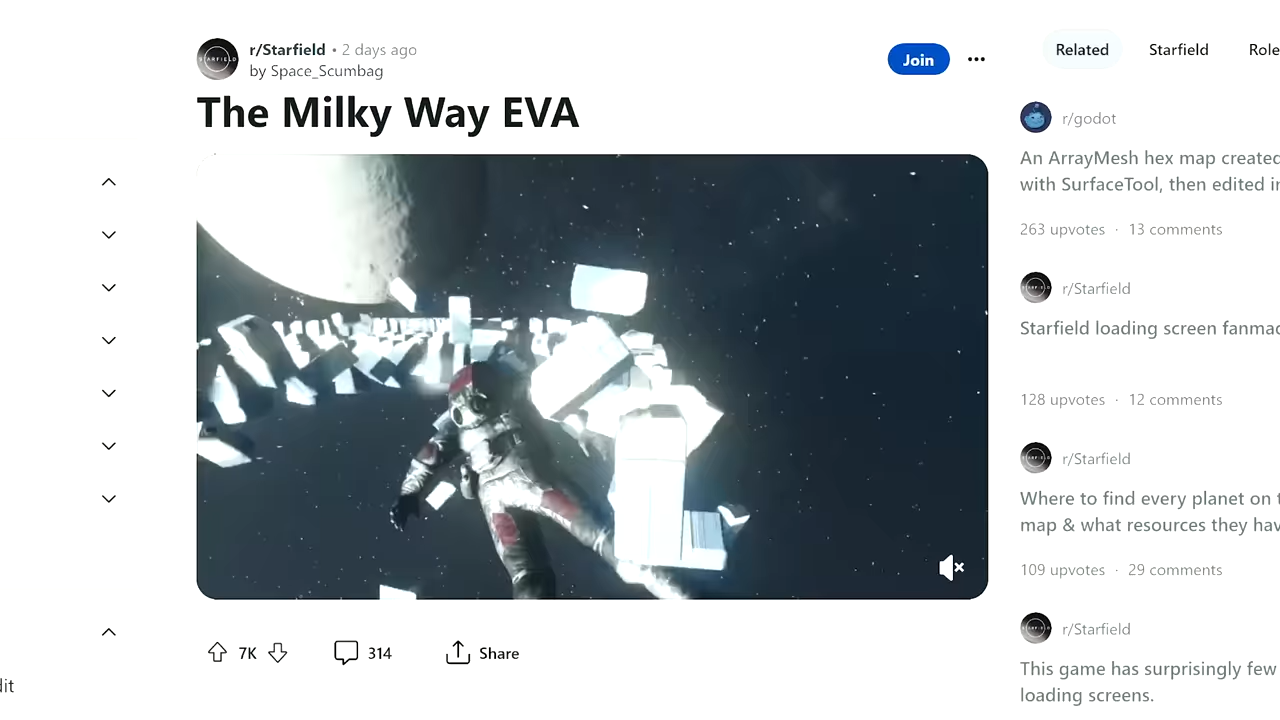 r/Starfield • 2 days ago
by Space_Scumbag
Join
The Milky Way EVA
7K
314
Share
dit
Related
Starfield
Role
r/godot
An ArrayMesh hex map created
with SurfaceTool, then edited in
263 upvotes · 13 comments
STARFIELD
r/Starfield
Starfield loading screen fanmad
128 upvotes · 12 comments
r/Starfield
Where to find every planet on t
map & what resources they hav
109 upvotes · 29 comments
r/Starfield
This game has surprisingly few
loading screens.